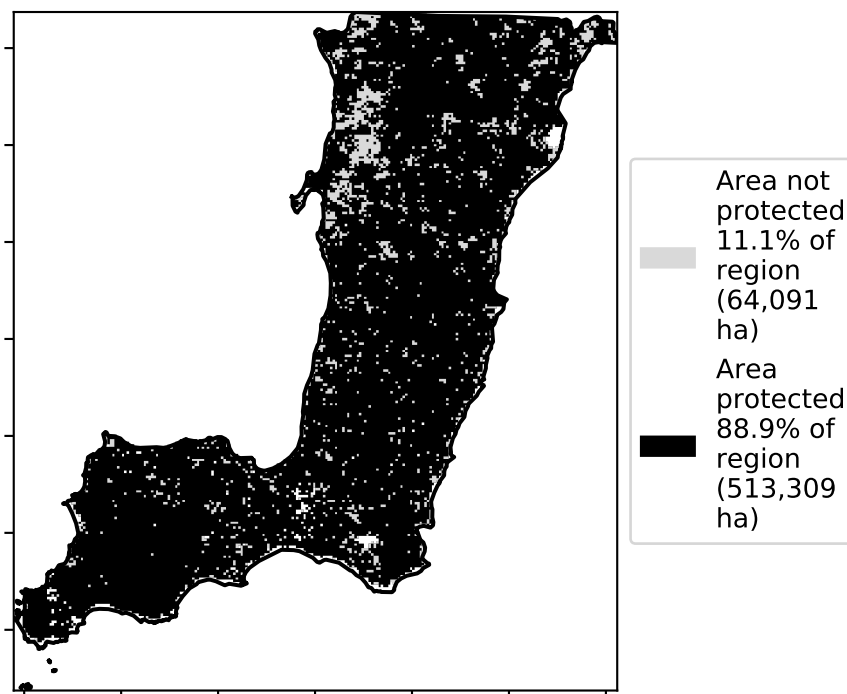 Area not
protected
11.1% of
region
(64,091
ha)
Area
protected
88.9% of
region
(513,309
ha)